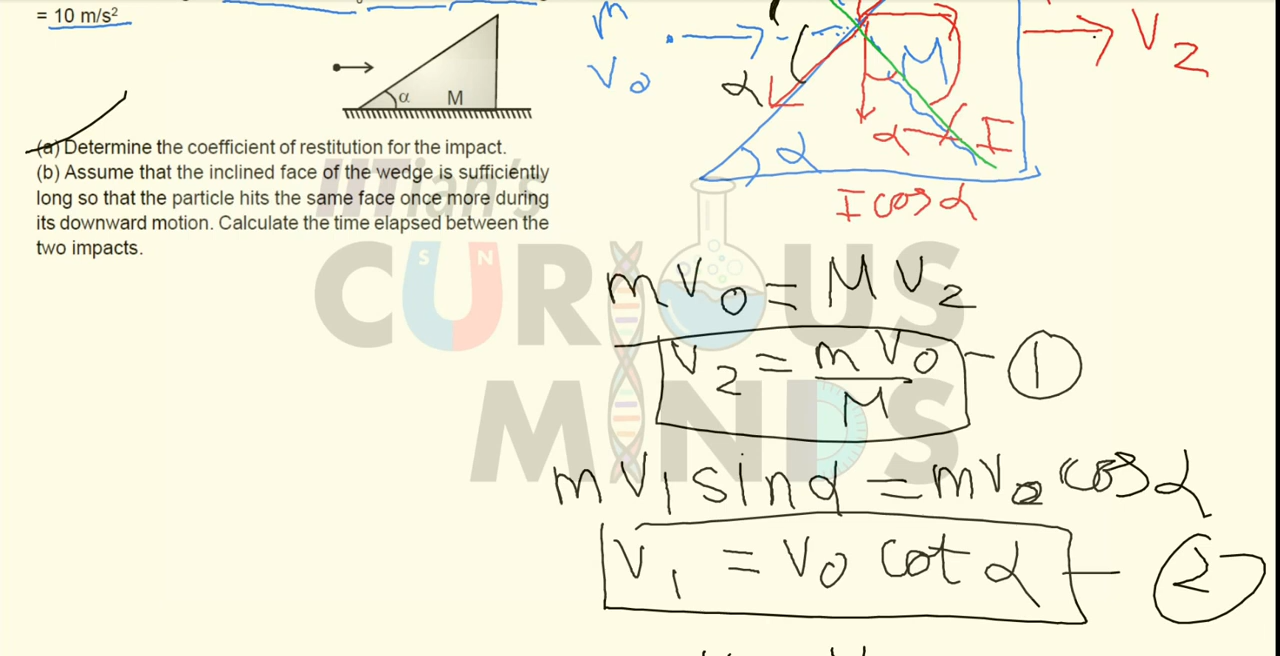 = 10 m/s²
α M
(a) Determine the coefficient of restitution for the impact.
(b) Assume that the inclined face of the wedge is sufficiently
long so that the particle hits the same face once more during
its downward motion. Calculate the time elapsed between the
two impacts.
m
V₀
α
M
V₂
α
α
I
I cos α
mV₀ = MV₂
V₂ = mV₀/M — ①
mV₁ sin α = mV₀ cos α
V₁ = V₀ cot α — ②
IITian's
CURIOUS
S N
MINDS